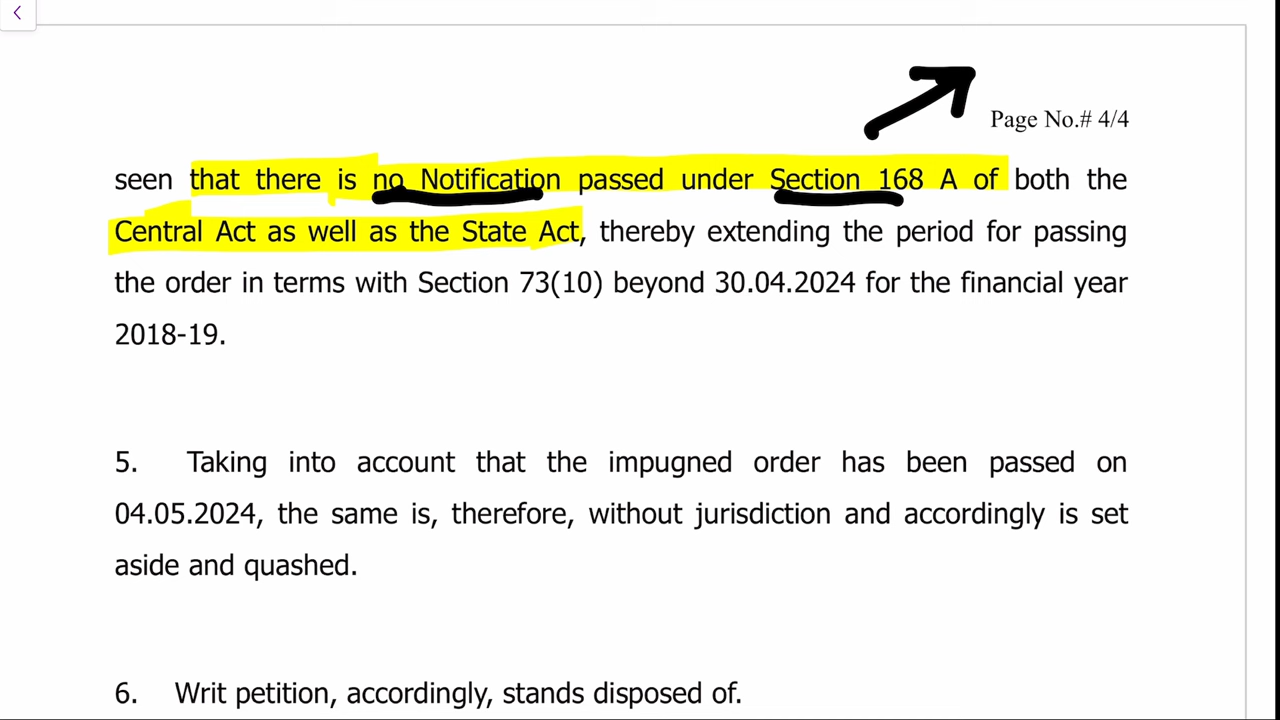 Page No.# 4/4
seen that there is no Notification passed under Section 168 A of both the
Central Act as well as the State Act, thereby extending the period for passing
the order in terms with Section 73(10) beyond 30.04.2024 for the financial year
2018-19.
5. Taking into account that the impugned order has been passed on
04.05.2024, the same is, therefore, without jurisdiction and accordingly is set
aside and quashed.
6. Writ petition, accordingly, stands disposed of.